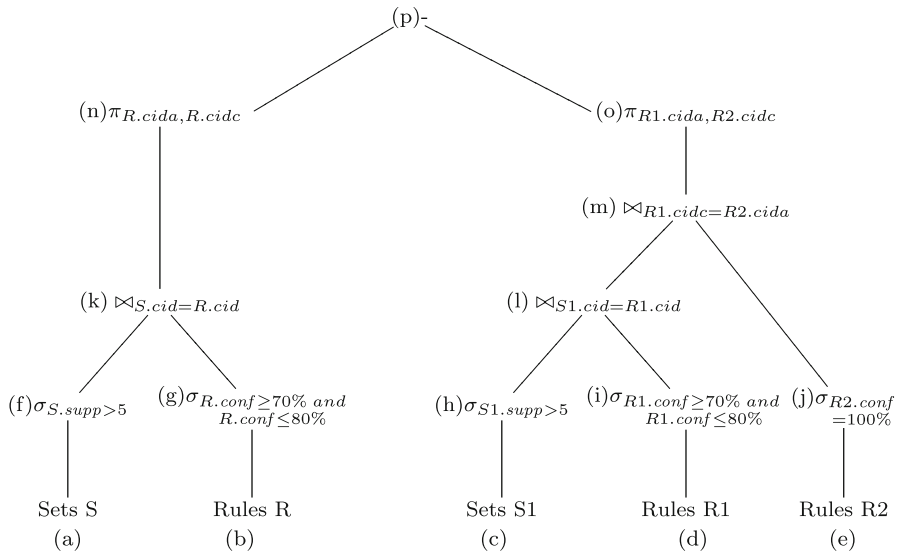 (p)-
(n)π_{R.cida,R.cidc} (o)π_{R1.cida,R2.cidc}
(m) ⋈_{R1.cidc=R2.cida}
(k) ⋈_{S.cid=R.cid} (l) ⋈_{S1.cid=R1.cid}
(f)σ_{S.supp>5} (g)σ_{R.conf≥70% and (h)σ_{S1.supp>5} (i)σ_{R1.conf≥70% and (j)σ_{R2.conf
R.conf≤80%} R1.conf≤80%} =100%}
Sets S Rules R Sets S1 Rules R1 Rules R2
(a) (b) (c) (d) (e)